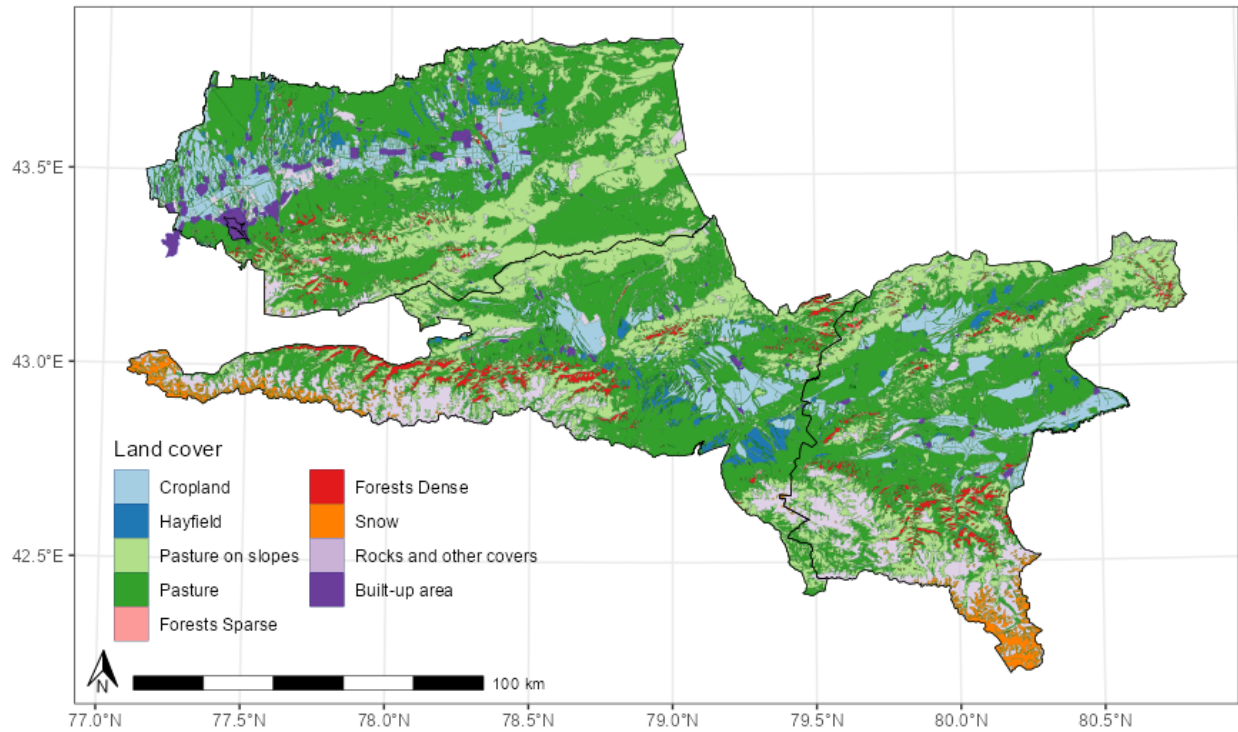 43.5°E
43.0°E
42.5°E
Land cover
Cropland
Hayfield
Pasture on slopes
Pasture
Forests Sparse
Forests Dense
Snow
Rocks and other covers
Built-up area
N
100 km
77.0°N 77.5°N 78.0°N 78.5°N 79.0°N 79.5°N 80.0°N 80.5°N